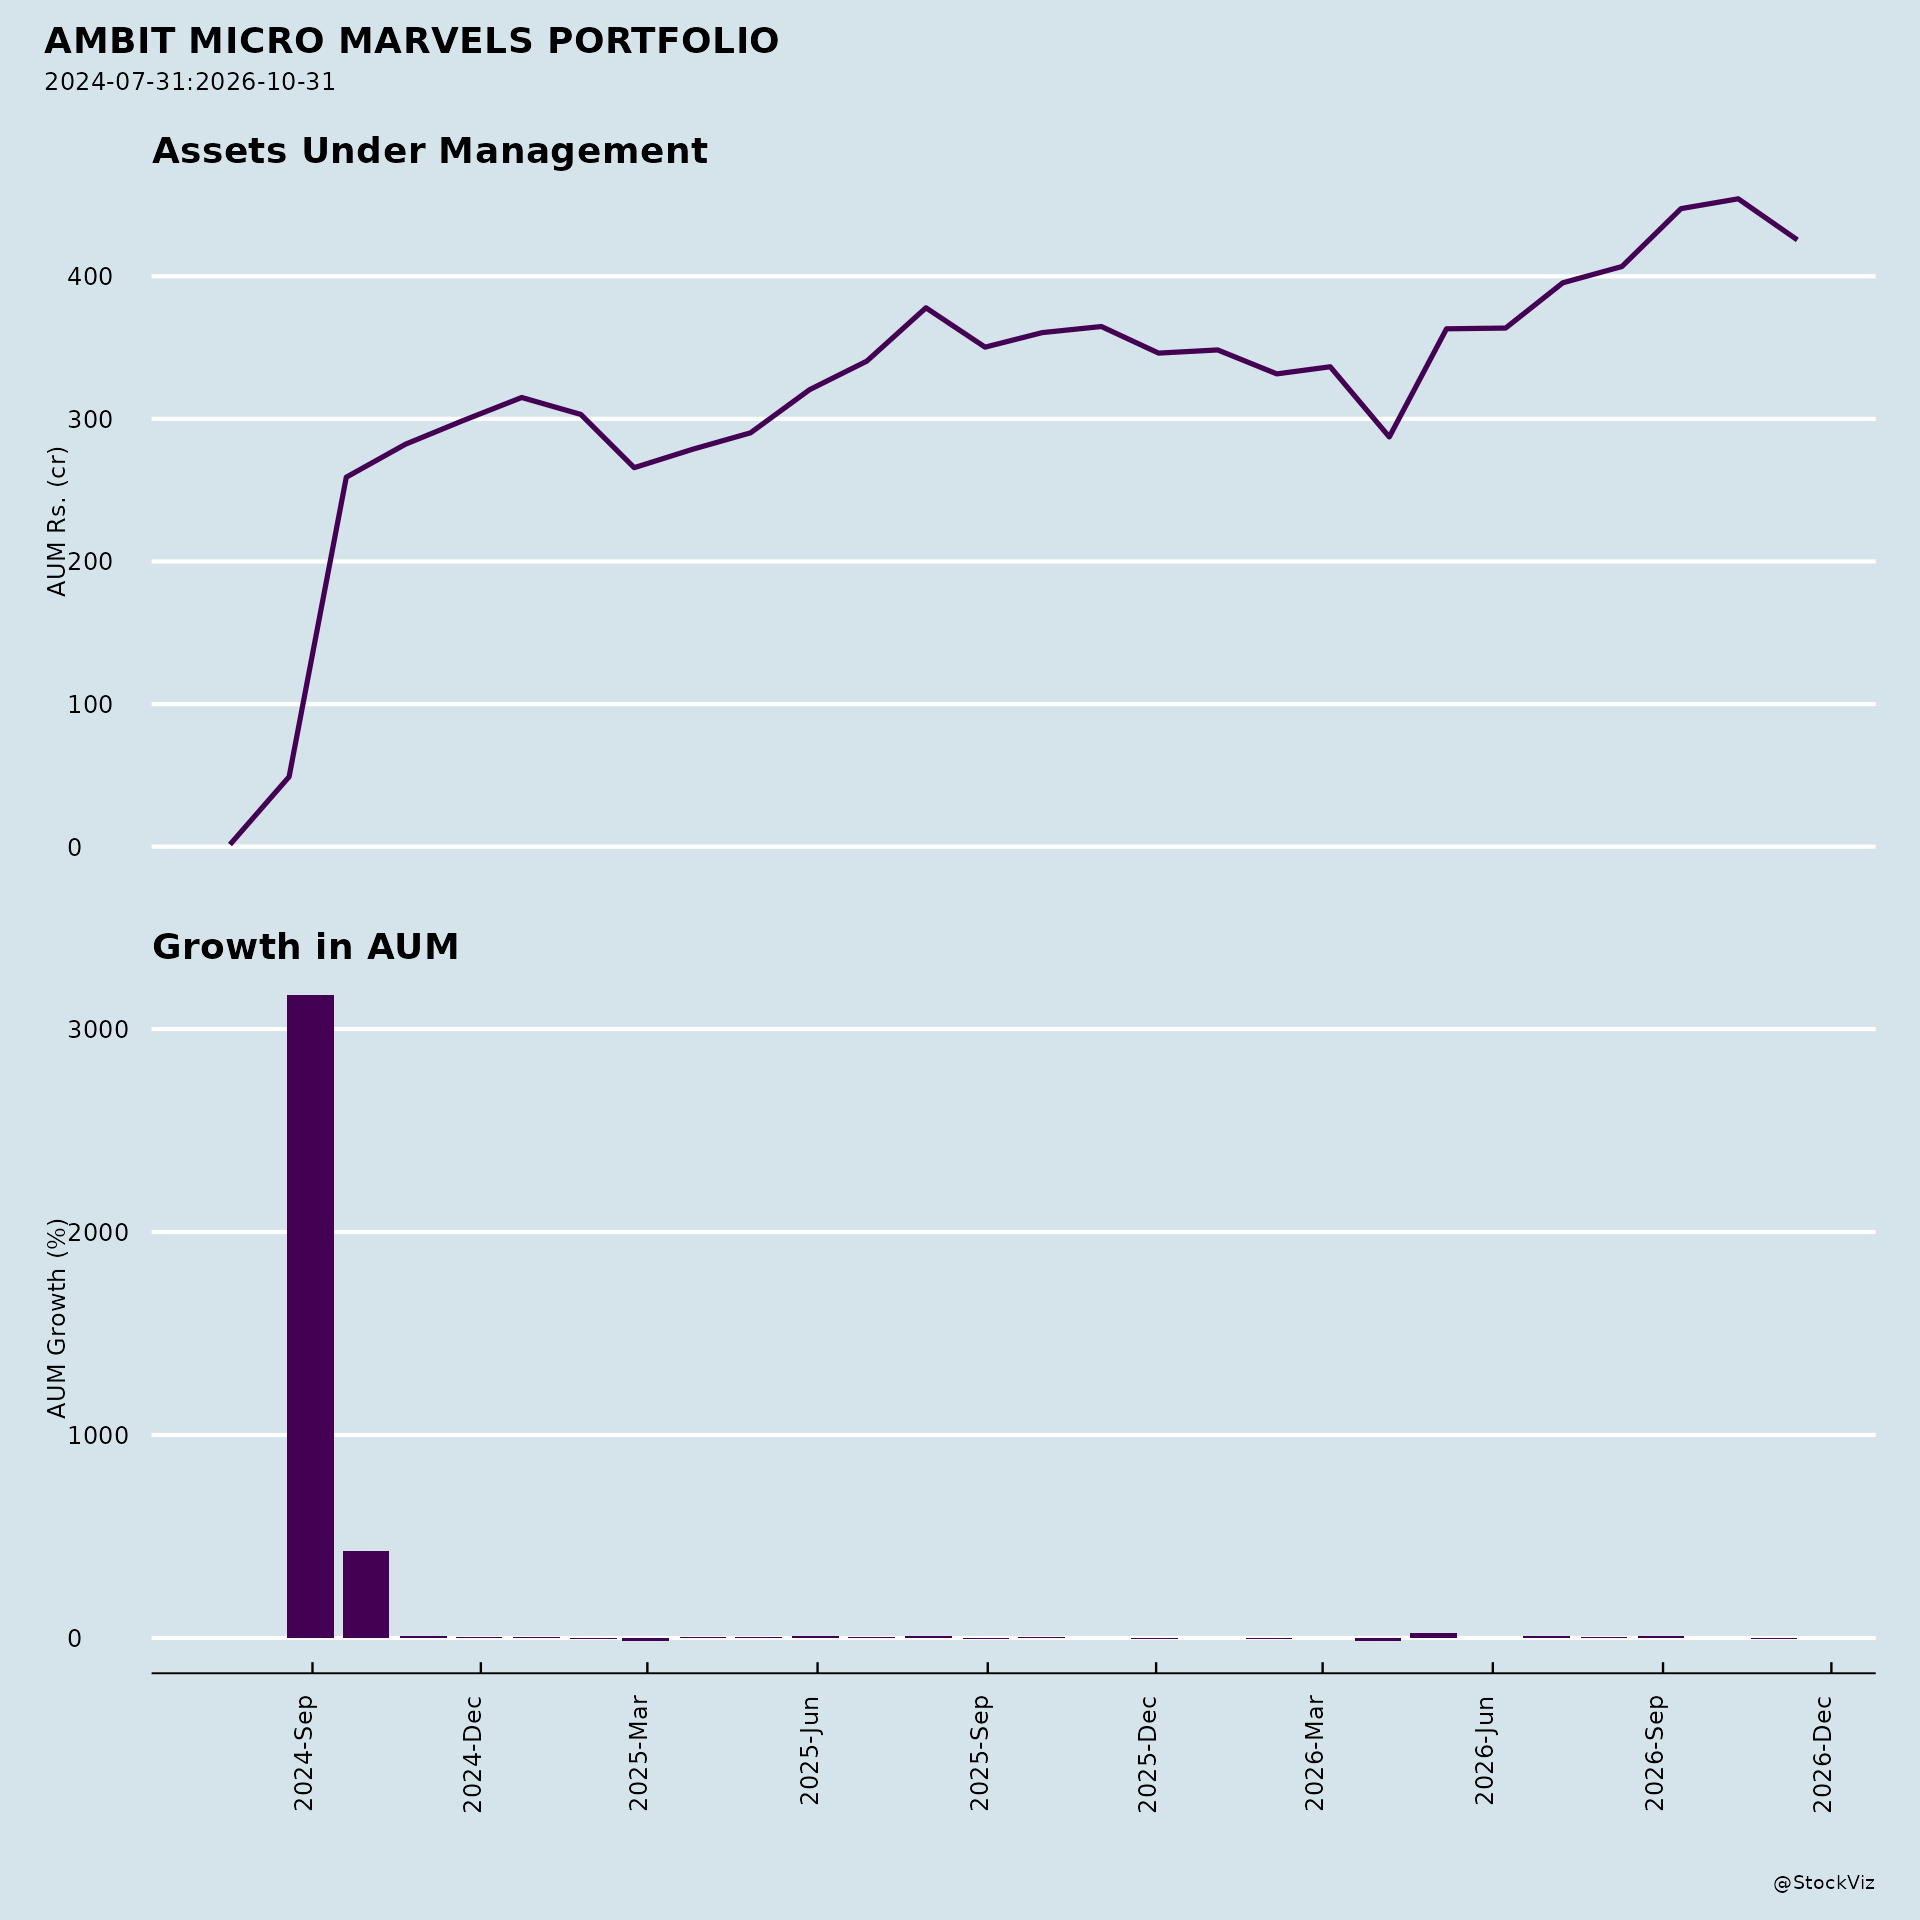 AMBIT MICRO MARVELS PORTFOLIO
2024-07-31:2026-10-31
Assets Under Management
AUM Rs. (cr)
400
300
200
100
0
Growth in AUM
AUM Growth (%)
3000
2000
1000
0
2024-Sep
2024-Dec
2025-Mar
2025-Jun
2025-Sep
2025-Dec
2026-Mar
2026-Jun
2026-Sep
2026-Dec
@StockViz